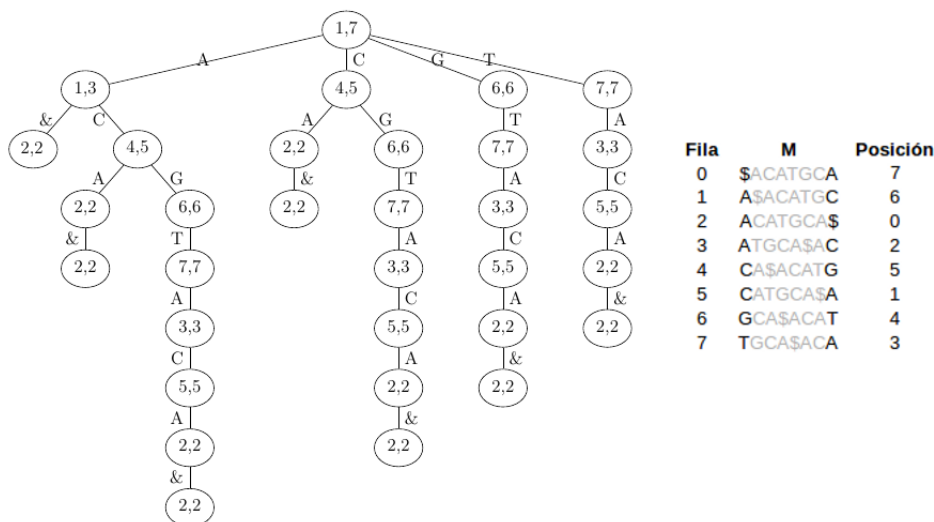 1,7
A C G T
1,3 4,5 6,6 7,7
& C A G T A
2,2 4,5 2,2 6,6 7,7 3,3
A G & T A C
2,2 6,6 2,2 7,7 3,3 5,5
& T A C A
2,2 7,7 3,3 5,5 2,2
A C A &
3,3 5,5 2,2 2,2
C A &
5,5 2,2 2,2
A &
2,2 2,2
&
2,2
Fila M Posición
0 $ACATGCA 7
1 A$ACATGC 6
2 ACATGCA$ 0
3 ATGCA$AC 2
4 CA$ACATG 5
5 CATGCA$A 1
6 GCA$ACAT 4
7 TGCA$ACA 3